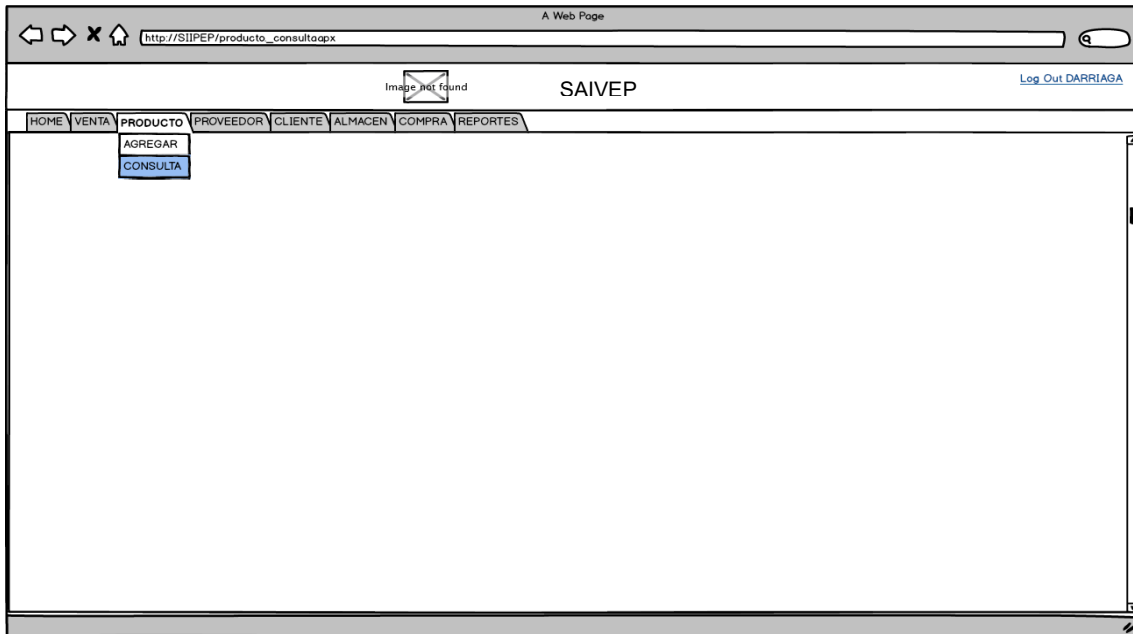 A Web Page
http://SIIPEP/producto_consultaapx
Image not found
SAIVEP
Log Out DARRIAGA
HOME VENTA PRODUCTO PROVEEDOR CLIENTE ALMACEN COMPRA REPORTES
AGREGAR
CONSULTA